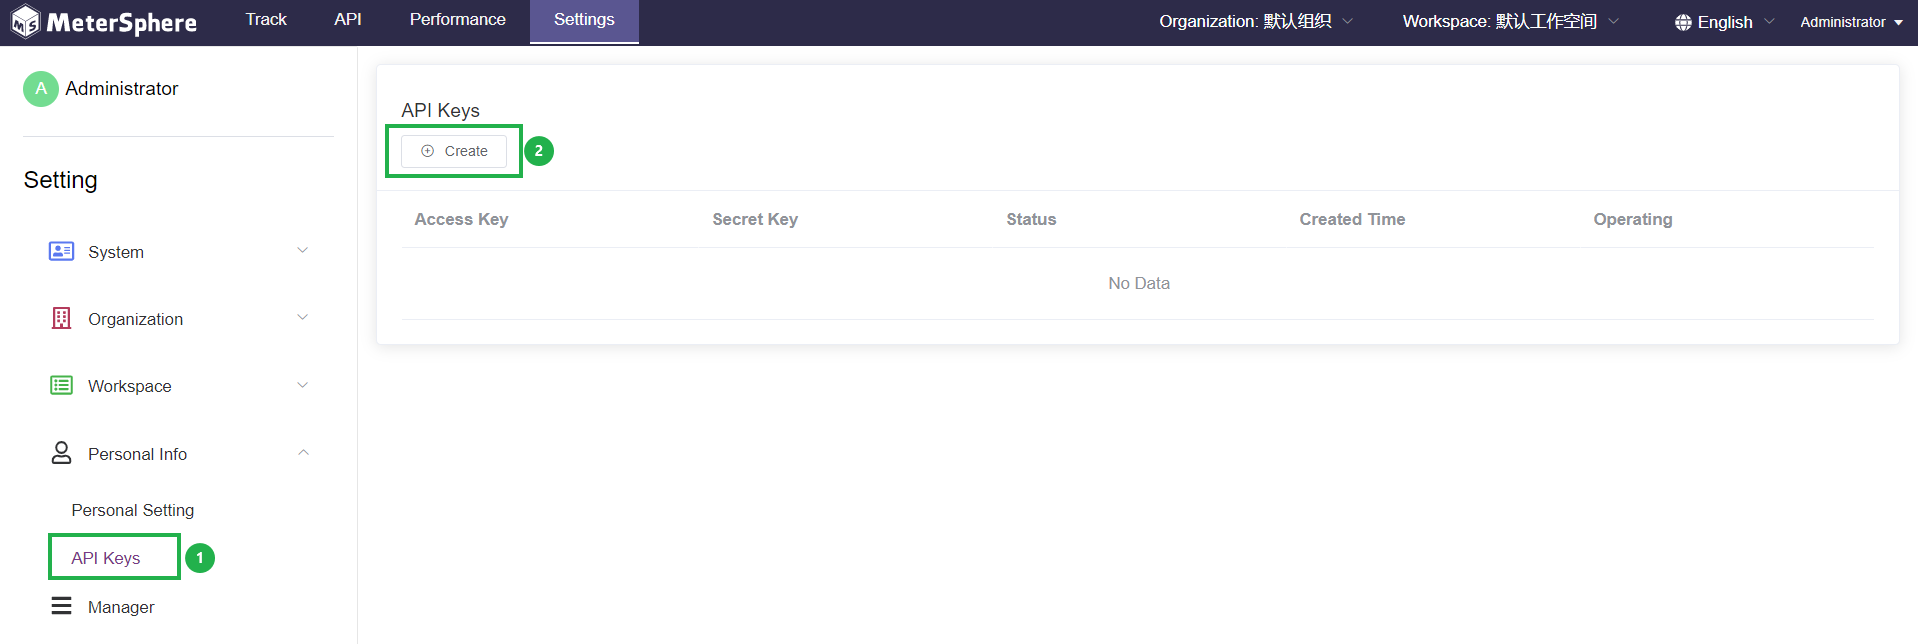 MeterSphere Track API Performance Settings Organization: 默认组织 Workspace: 默认工作空间 English Administrator
A Administrator
Setting
System
Organization
Workspace
Personal Info
Personal Setting
API Keys 1
Manager
API Keys
Create 2
Access Key Secret Key Status Created Time Operating
No Data